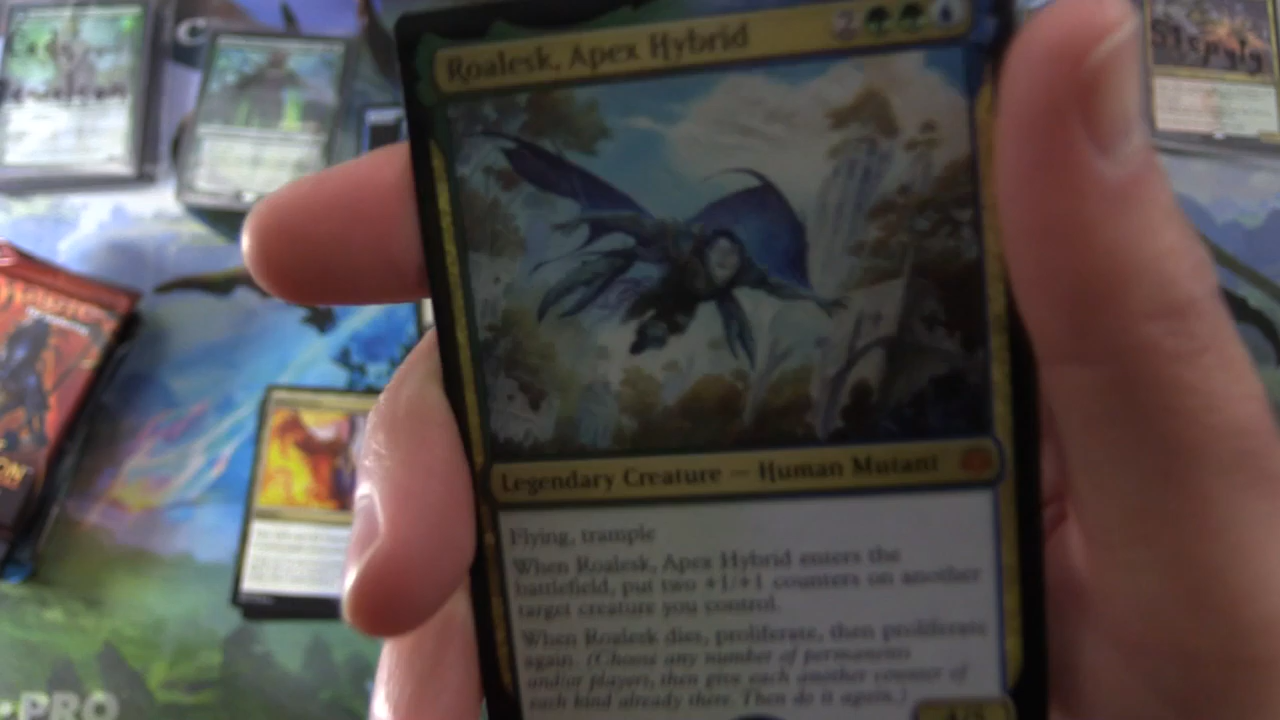 Roalesk, Apex Hybrid
2
Legendary Creature — Human Mutant
Flying, trample
When Roalesk, Apex Hybrid enters the
battlefield, put two +1/+1 counters on another
target creature you control.
When Roalesk dies, proliferate, then proliferate
again. (Choose any number of permanents
and/or players, then give each another counter of
each kind already there. Then do it again.)
4/5
PRO